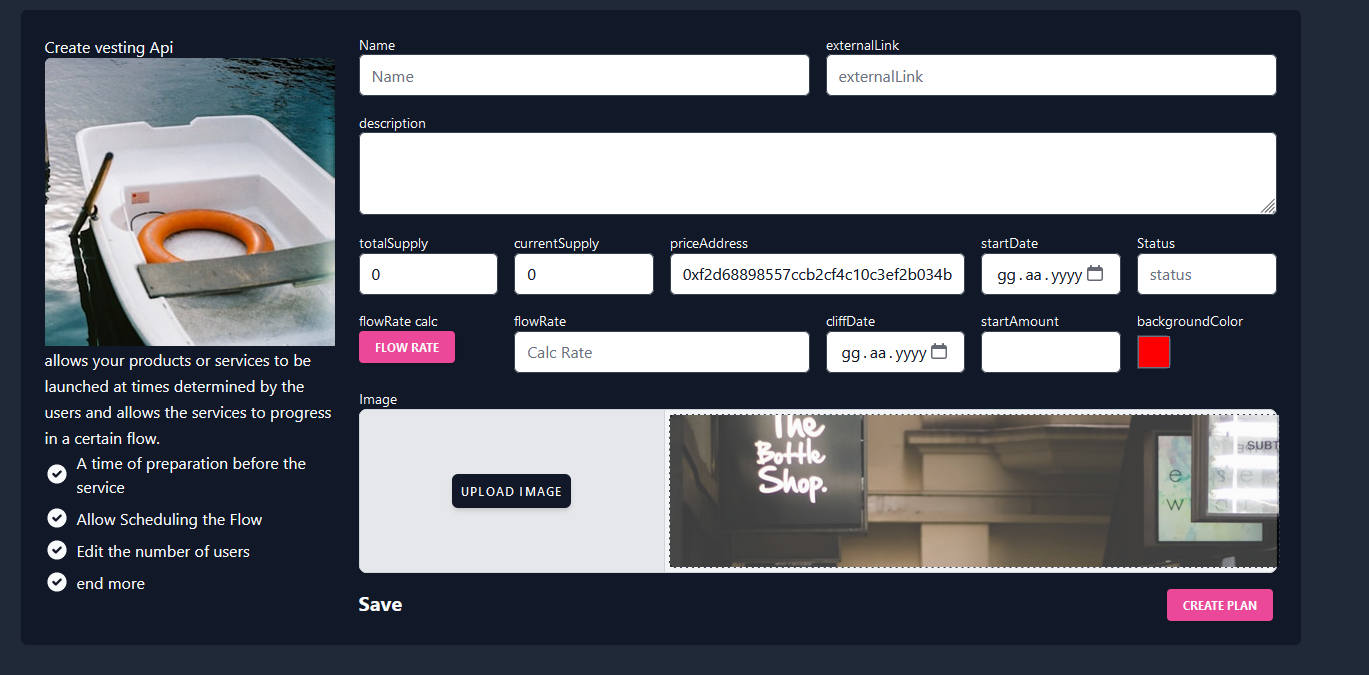 Create vesting Api
allows your products or services to be
launched at times determined by the
users and allows the services to progress
in a certain flow.
A time of preparation before the
service
Allow Scheduling the Flow
Edit the number of users
end more
Name
externalLink
Name
externalLink
description
totalSupply
currentSupply
priceAddress
startDate
Status
0
0
0xf2d68898557ccb2cf4c10c3ef2b034b
gg.aa.yyyy
status
flowRate calc
flowRate
cliffDate
startAmount
backgroundColor
FLOW RATE
Calc Rate
gg.aa.yyyy
Image
UPLOAD IMAGE
The
Bottle
Shop.
SUBT
e s e
w
Save
CREATE PLAN